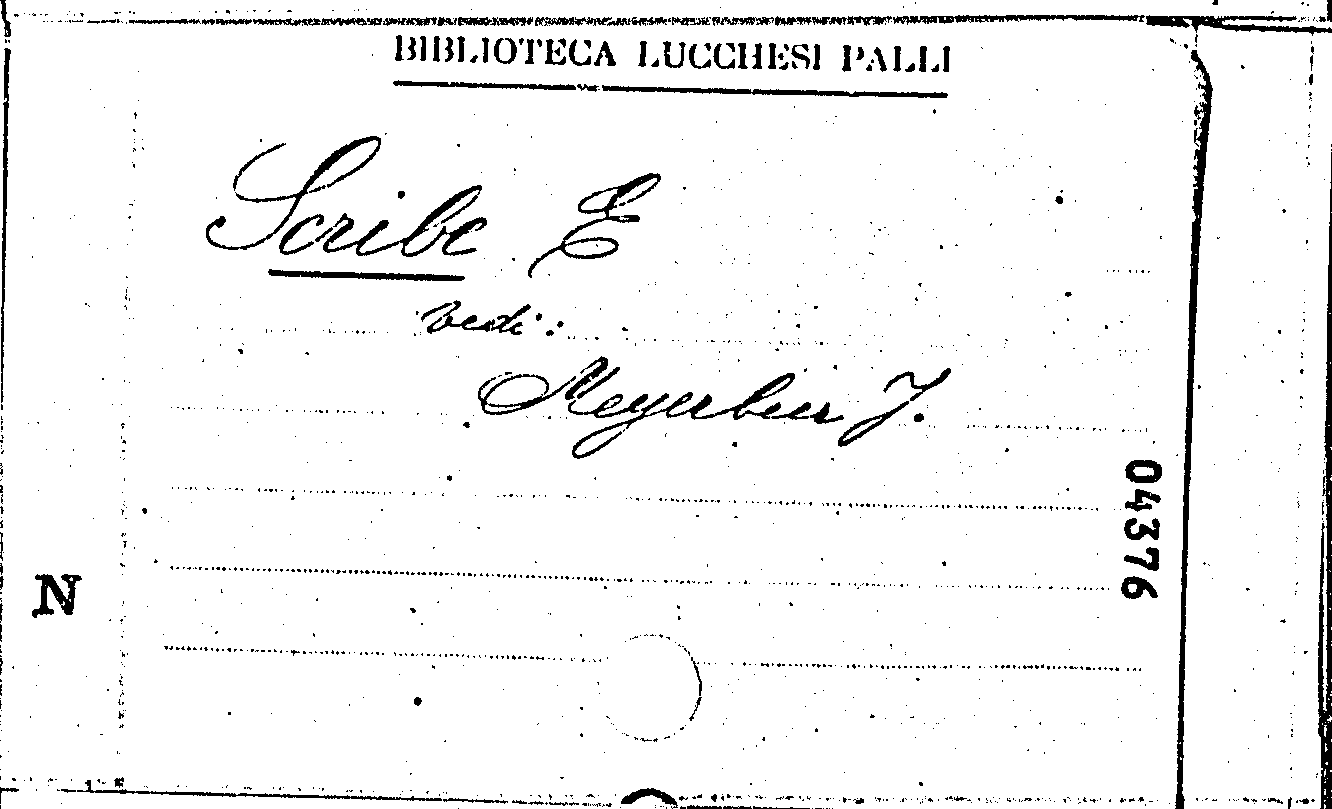 BIBLIOTECA LUCCHESI PALLI
Scribe E
vedi:
Meyerbeer J.
04376
N